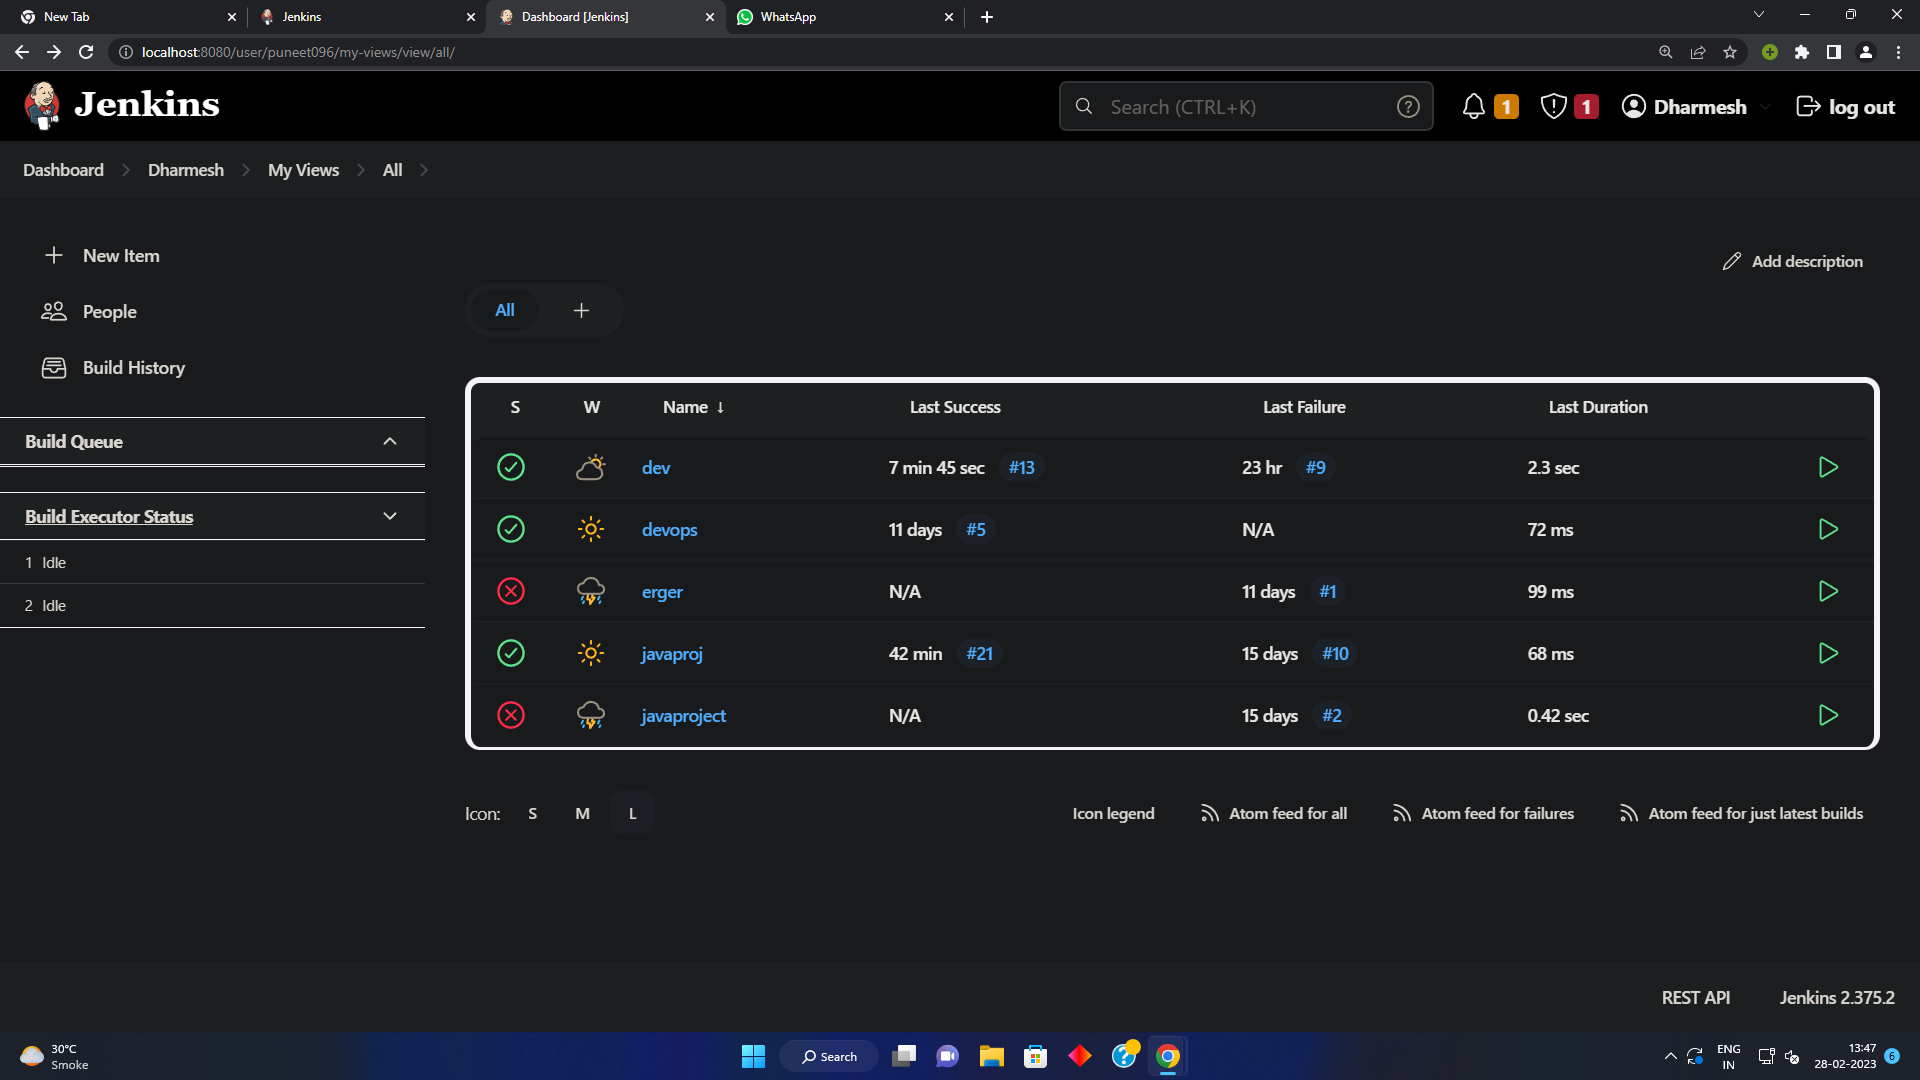 New Tab
Jenkins
Dashboard [Jenkins]
WhatsApp
localhost:8080/user/puneet096/my-views/view/all/
Jenkins
Search (CTRL+K)
?
1
1
Dharmesh
log out
Dashboard
Dharmesh
My Views
All
New Item
People
Build History
Add description
All
Build Queue
Build Executor Status
1 Idle
2 Idle
S W Name ↓ Last Success Last Failure Last Duration
dev 7 min 45 sec #13 23 hr #9 2.3 sec
devops 11 days #5 N/A 72 ms
erger N/A 11 days #1 99 ms
javaproj 42 min #21 15 days #10 68 ms
javaproject N/A 15 days #2 0.42 sec
Icon: S M L
Icon legend
Atom feed for all
Atom feed for failures
Atom feed for just latest builds
REST API
Jenkins 2.375.2
30°C
Smoke
Search
?
ENG
IN
13:47
28-02-2023
6